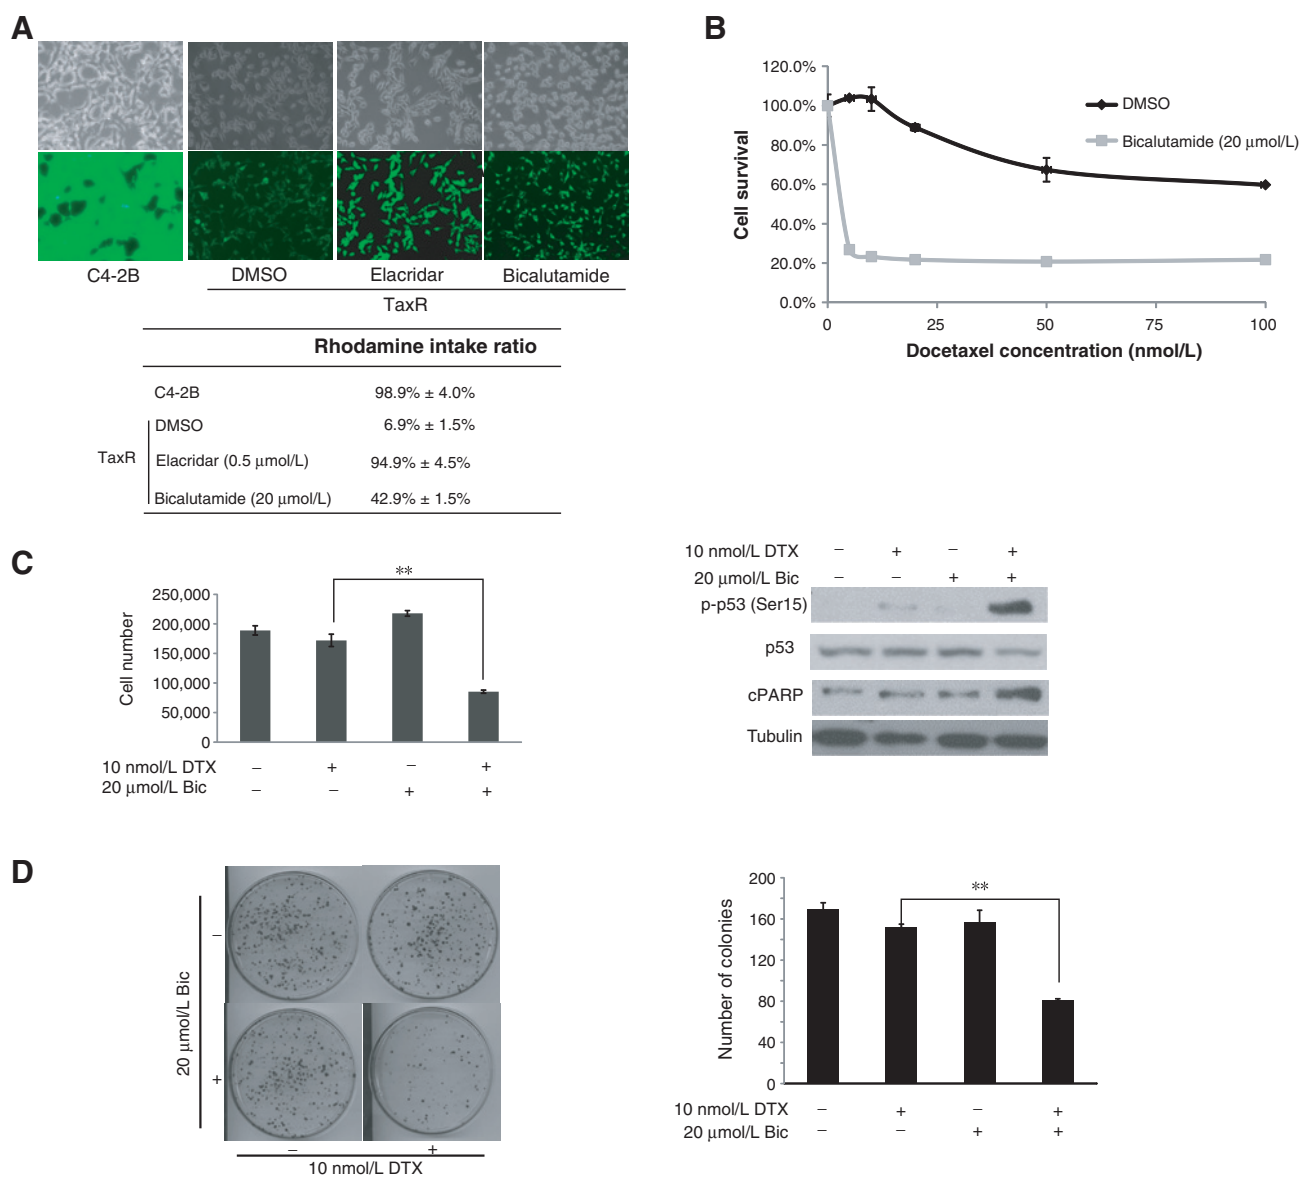 A
C4-2B
DMSO
Elacridar
Bicalutamide
TaxR
Rhodamine intake ratio
C4-2B 98.9% ± 4.0%
TaxR
DMSO 6.9% ± 1.5%
Elacridar (0.5 μmol/L) 94.9% ± 4.5%
Bicalutamide (20 μmol/L) 42.9% ± 1.5%
B
Cell survival
120.0%
100.0%
80.0%
60.0%
40.0%
20.0%
0.0%
0 25 50 75 100
Docetaxel concentration (nmol/L)
DMSO
Bicalutamide (20 μmol/L)
C
Cell number
250,000
200,000
150,000
100,000
50,000
0
**
10 nmol/L DTX − + − +
20 μmol/L Bic − − + +
10 nmol/L DTX − + − +
20 μmol/L Bic − − + +
p-p53 (Ser15)
p53
cPARP
Tubulin
D
20 μmol/L Bic
−
+
− +
10 nmol/L DTX
Number of colonies
200
160
120
80
40
0
**
10 nmol/L DTX − + − +
20 μmol/L Bic − − + +